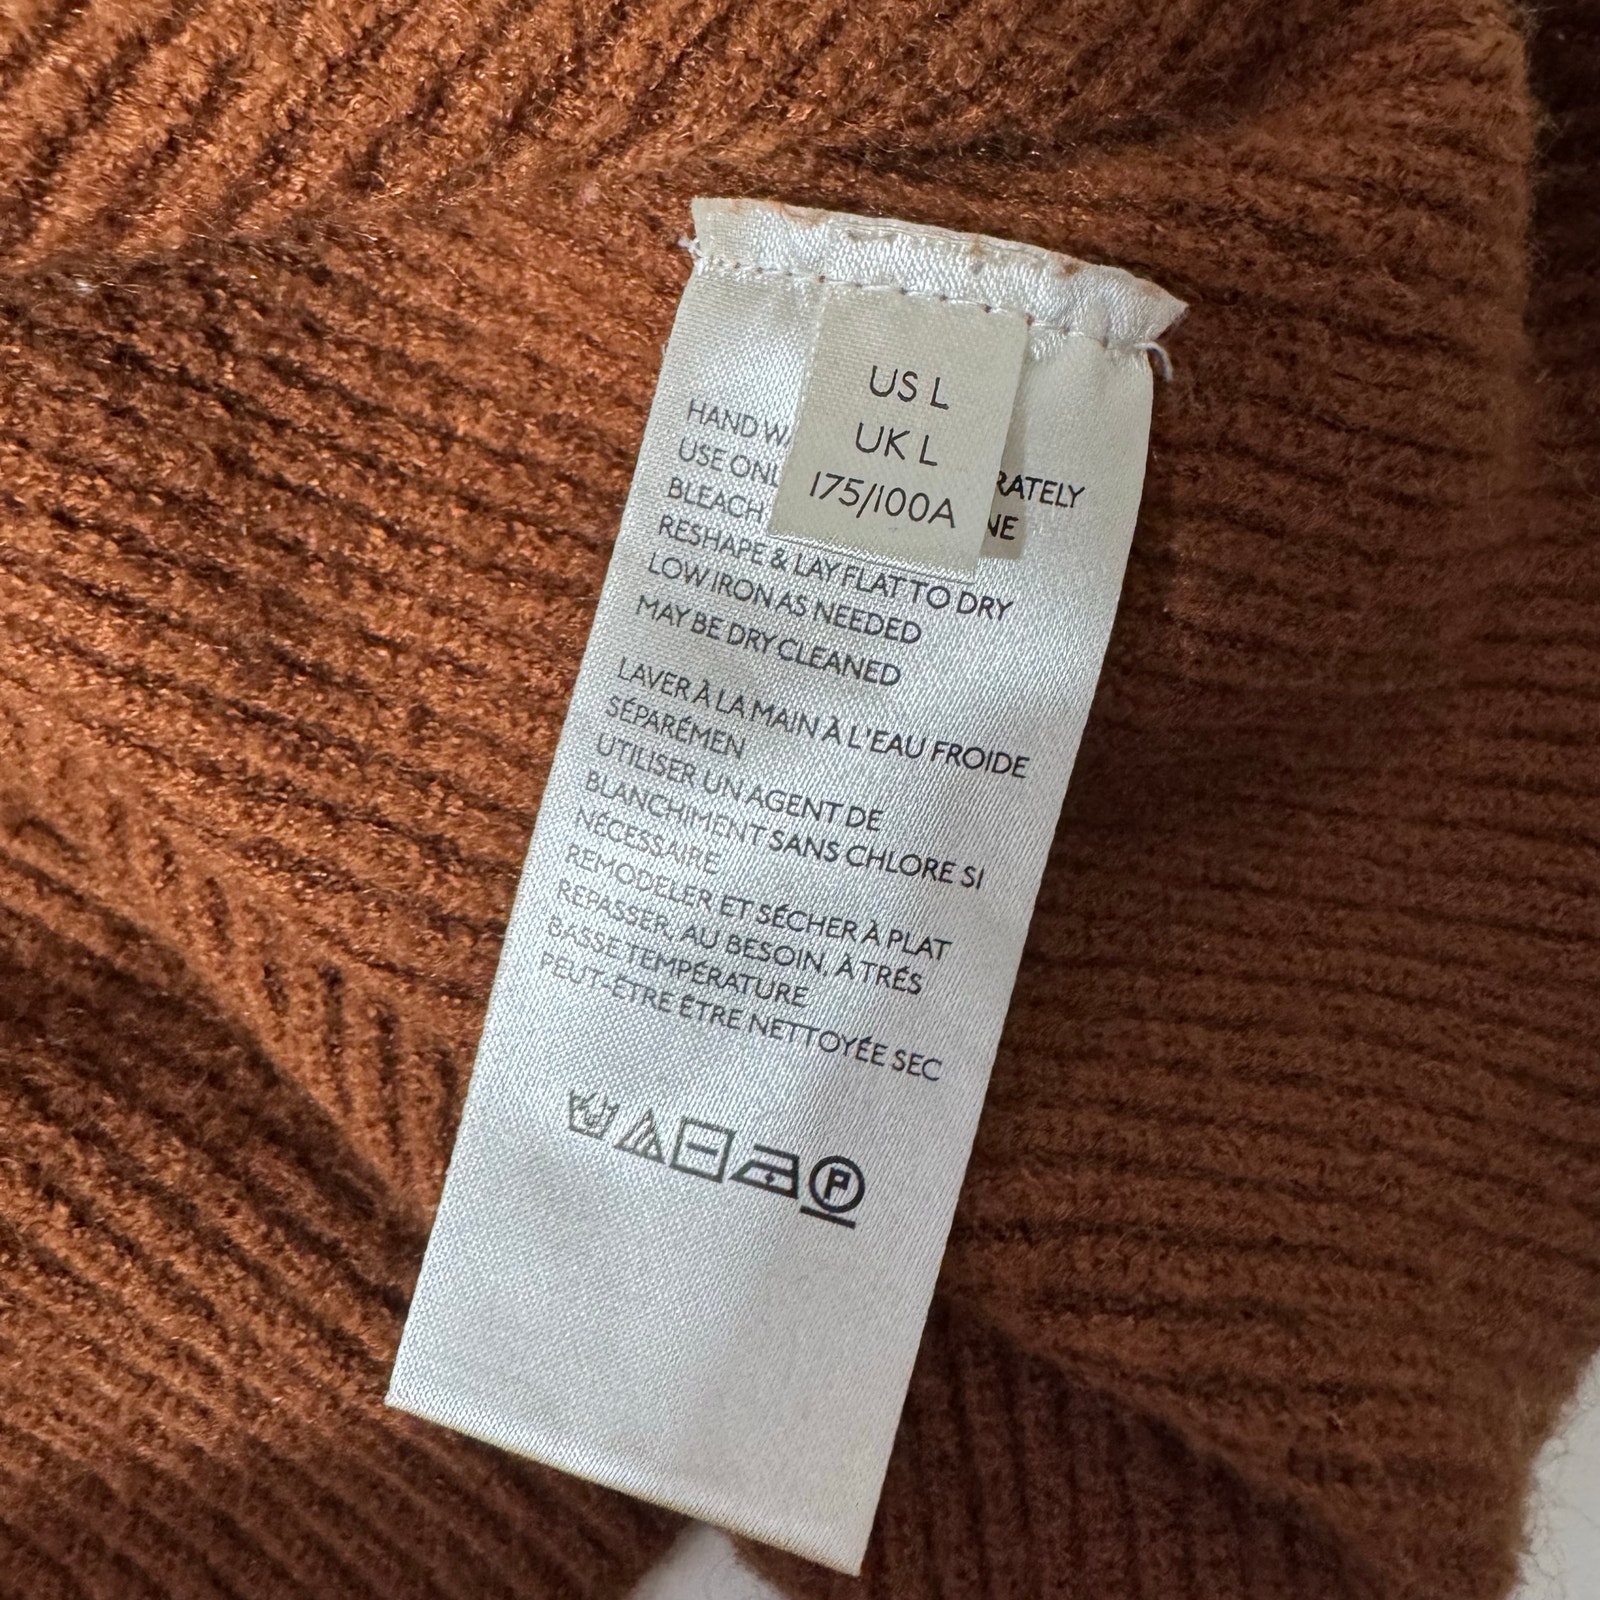 US L
UK L
175/100A
HAND WA RATELY
USE ONL NE
BLEACH
RESHAPE & LAY FLAT TO DRY
LOW IRON AS NEEDED
MAY BE DRY CLEANED
LAVER À LA MAIN À L'EAU FROIDE
SÉPARÉMEN
UTILISER UN AGENT DE
BLANCHIMENT SANS CHLORE SI
NÉCESSAIRE
REMODELER ET SÉCHER À PLAT
REPASSER, AU BESOIN, À TRÉS
BASSE TEMPÉRATURE
PEUT-ÊTRE ÊTRE NETTOYÉE SEC
P